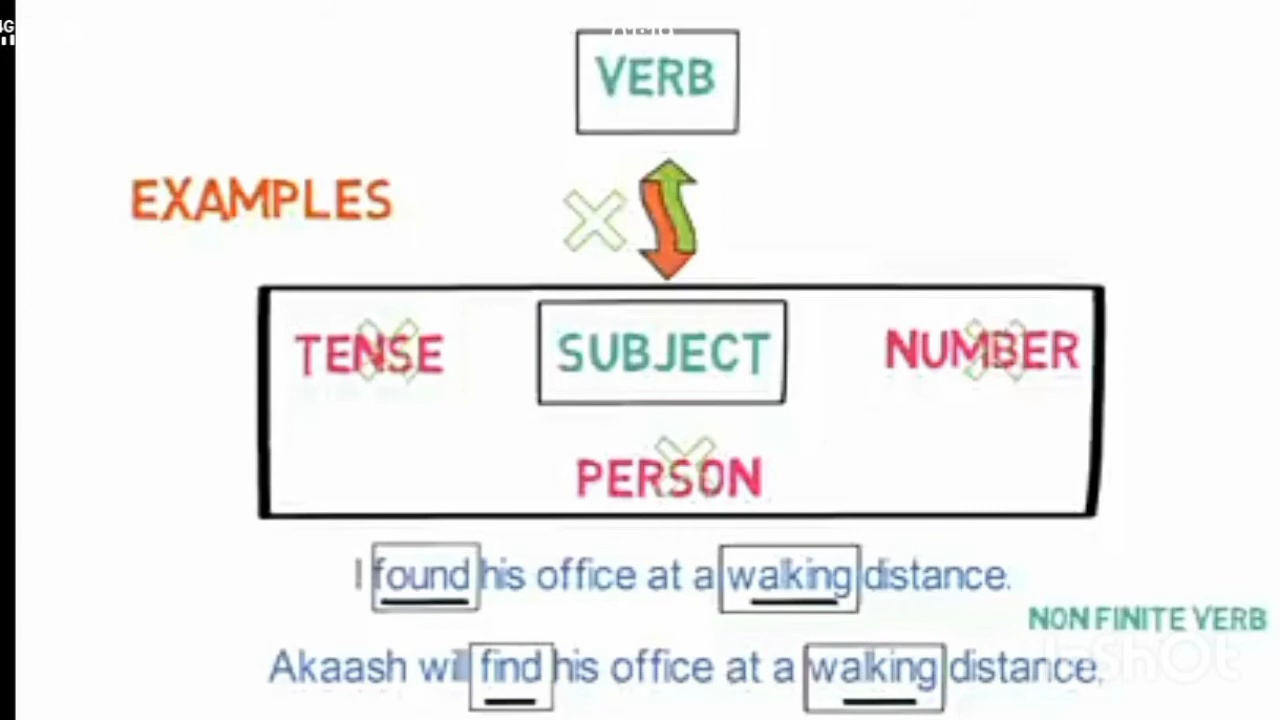 4G
VERB
EXAMPLES
TENSE SUBJECT NUMBER
PERSON
I found his office at a walking distance.
NON FINITE VERB
Akaash will find his office at a walking distance.